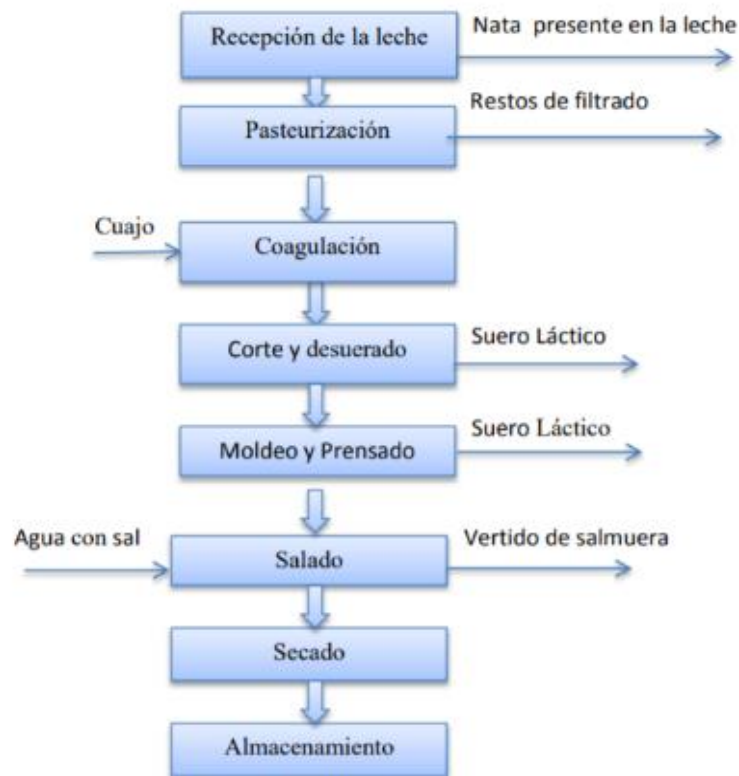 Recepción de la leche
Nata presente en la leche
Pasteurización
Restos de filtrado
Cuajo
Coagulación
Corte y desuerado
Suero Láctico
Moldeo y Prensado
Suero Láctico
Agua con sal
Salado
Vertido de salmuera
Secado
Almacenamiento